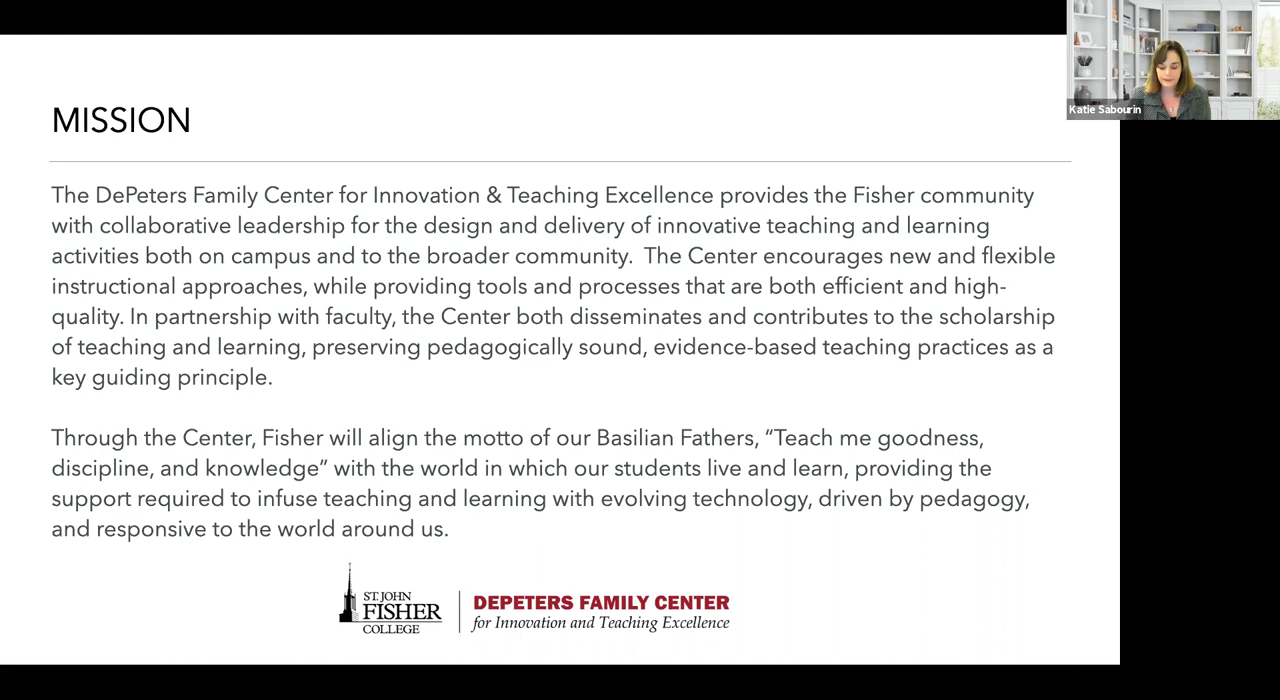 Katie Sabourin
MISSION
The DePeters Family Center for Innovation & Teaching Excellence provides the Fisher community
with collaborative leadership for the design and delivery of innovative teaching and learning
activities both on campus and to the broader community.  The Center encourages new and flexible
instructional approaches, while providing tools and processes that are both efficient and high-
quality. In partnership with faculty, the Center both disseminates and contributes to the scholarship
of teaching and learning, preserving pedagogically sound, evidence-based teaching practices as a
key guiding principle.
Through the Center, Fisher will align the motto of our Basilian Fathers, “Teach me goodness,
discipline, and knowledge” with the world in which our students live and learn, providing the
support required to infuse teaching and learning with evolving technology, driven by pedagogy,
and responsive to the world around us.
ST. JOHN
FISHER
COLLEGE
DEPETERS FAMILY CENTER
for Innovation and Teaching Excellence